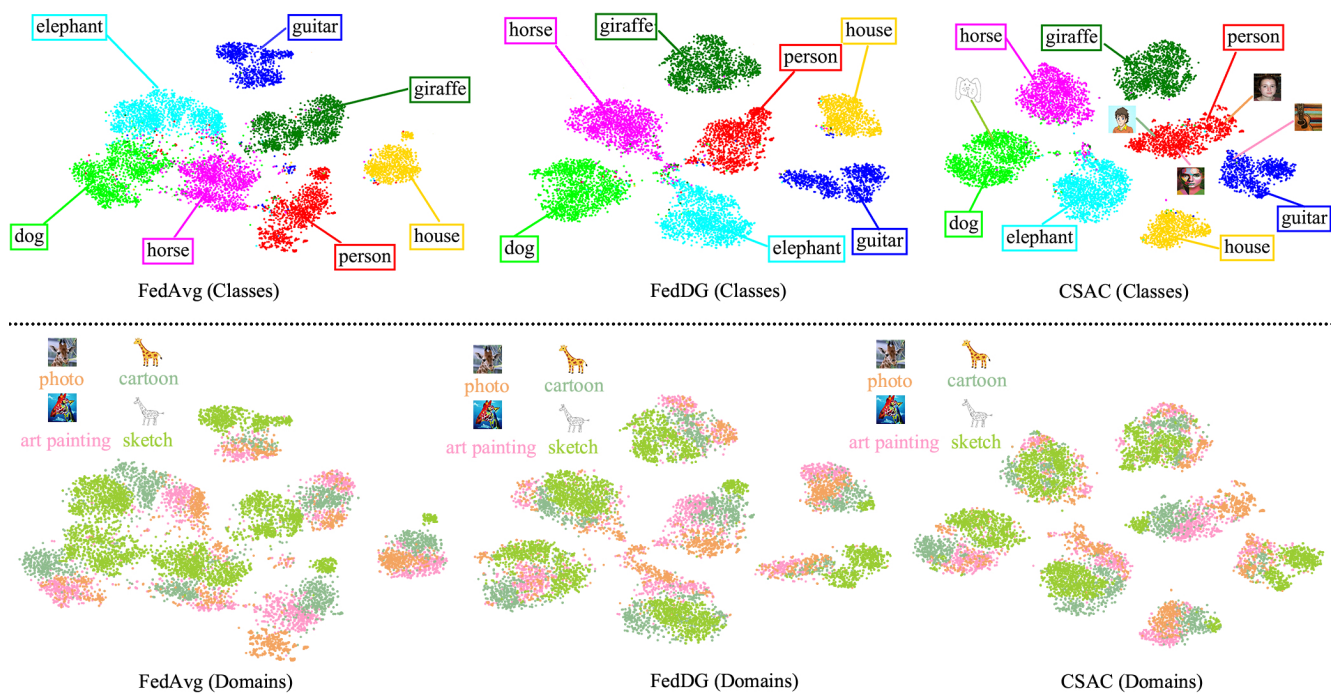 elephant
guitar
giraffe
dog
horse
person
house
FedAvg (Classes)
horse
giraffe
house
person
dog
elephant
guitar
FedDG (Classes)
horse
giraffe
person
dog
elephant
house
guitar
CSAC (Classes)
photo
cartoon
art painting
sketch
FedAvg (Domains)
photo
cartoon
art painting
sketch
FedDG (Domains)
photo
cartoon
art painting
sketch
CSAC (Domains)